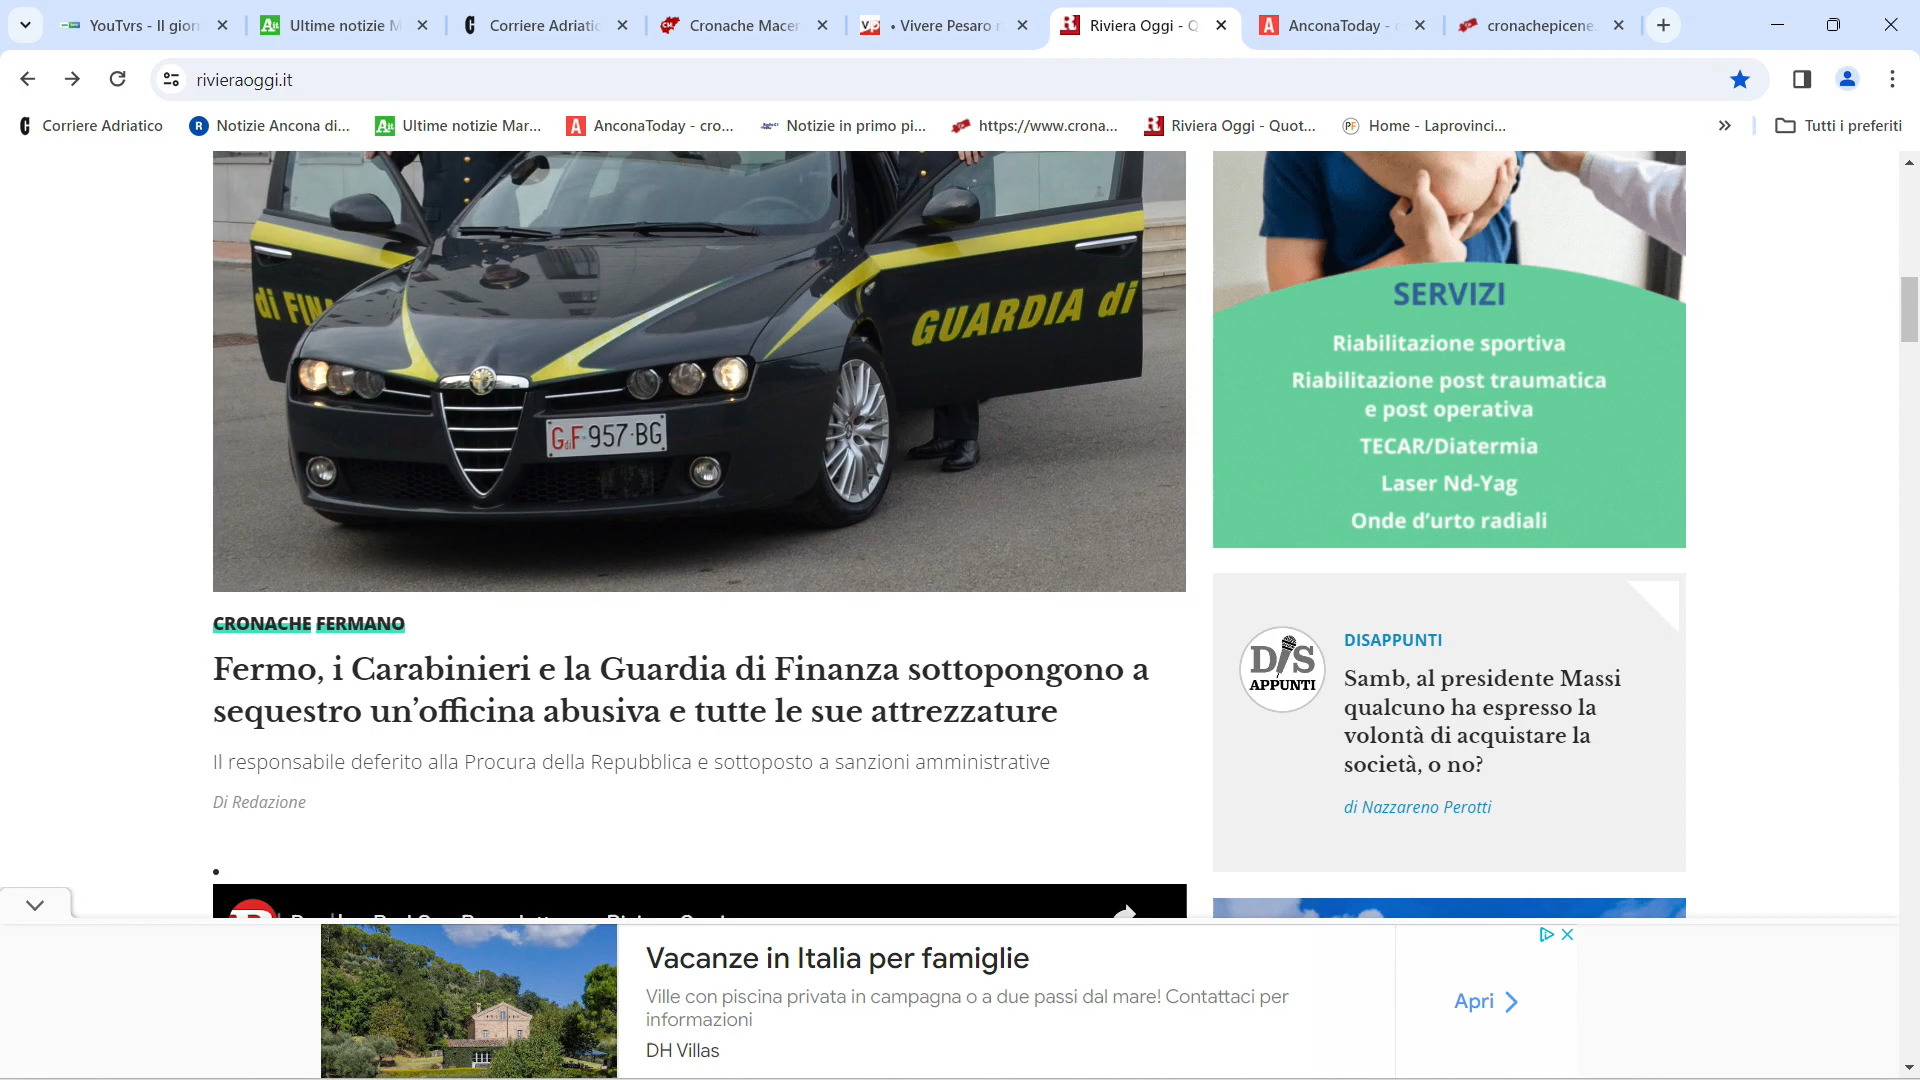 YouTvrs - Il gior
Ultime notizie M
Corriere Adriatic
Cronache Macer
• Vivere Pesaro
Riviera Oggi - Q
AnconaToday -
cronachepicene.
rivieraoggi.it
Corriere Adriatico
Notizie Ancona di...
Ultime notizie Mar...
AnconaToday - cro...
Notizie in primo pi...
https://www.crona...
Riviera Oggi - Quot...
Home - Laprovinci...
Tutti i preferiti
di FIN
GUARDIA di
GdiF 957 BG
CRONACHE FERMANO
Fermo, i Carabinieri e la Guardia di Finanza sottopongono a
sequestro un’officina abusiva e tutte le sue attrezzature
Il responsabile deferito alla Procura della Repubblica e sottoposto a sanzioni amministrative
Di Redazione
SERVIZI
Riabilitazione sportiva
Riabilitazione post traumatica
e post operativa
TECAR/Diatermia
Laser Nd-Yag
Onde d’urto radiali
DIS
APPUNTI
DISAPPUNTI
Samb, al presidente Massi
qualcuno ha espresso la
volontà di acquistare la
società, o no?
di Nazzareno Perotti
Vacanze in Italia per famiglie
Ville con piscina privata in campagna o a due passi dal mare! Contattaci per
informazioni
DH Villas
Apri